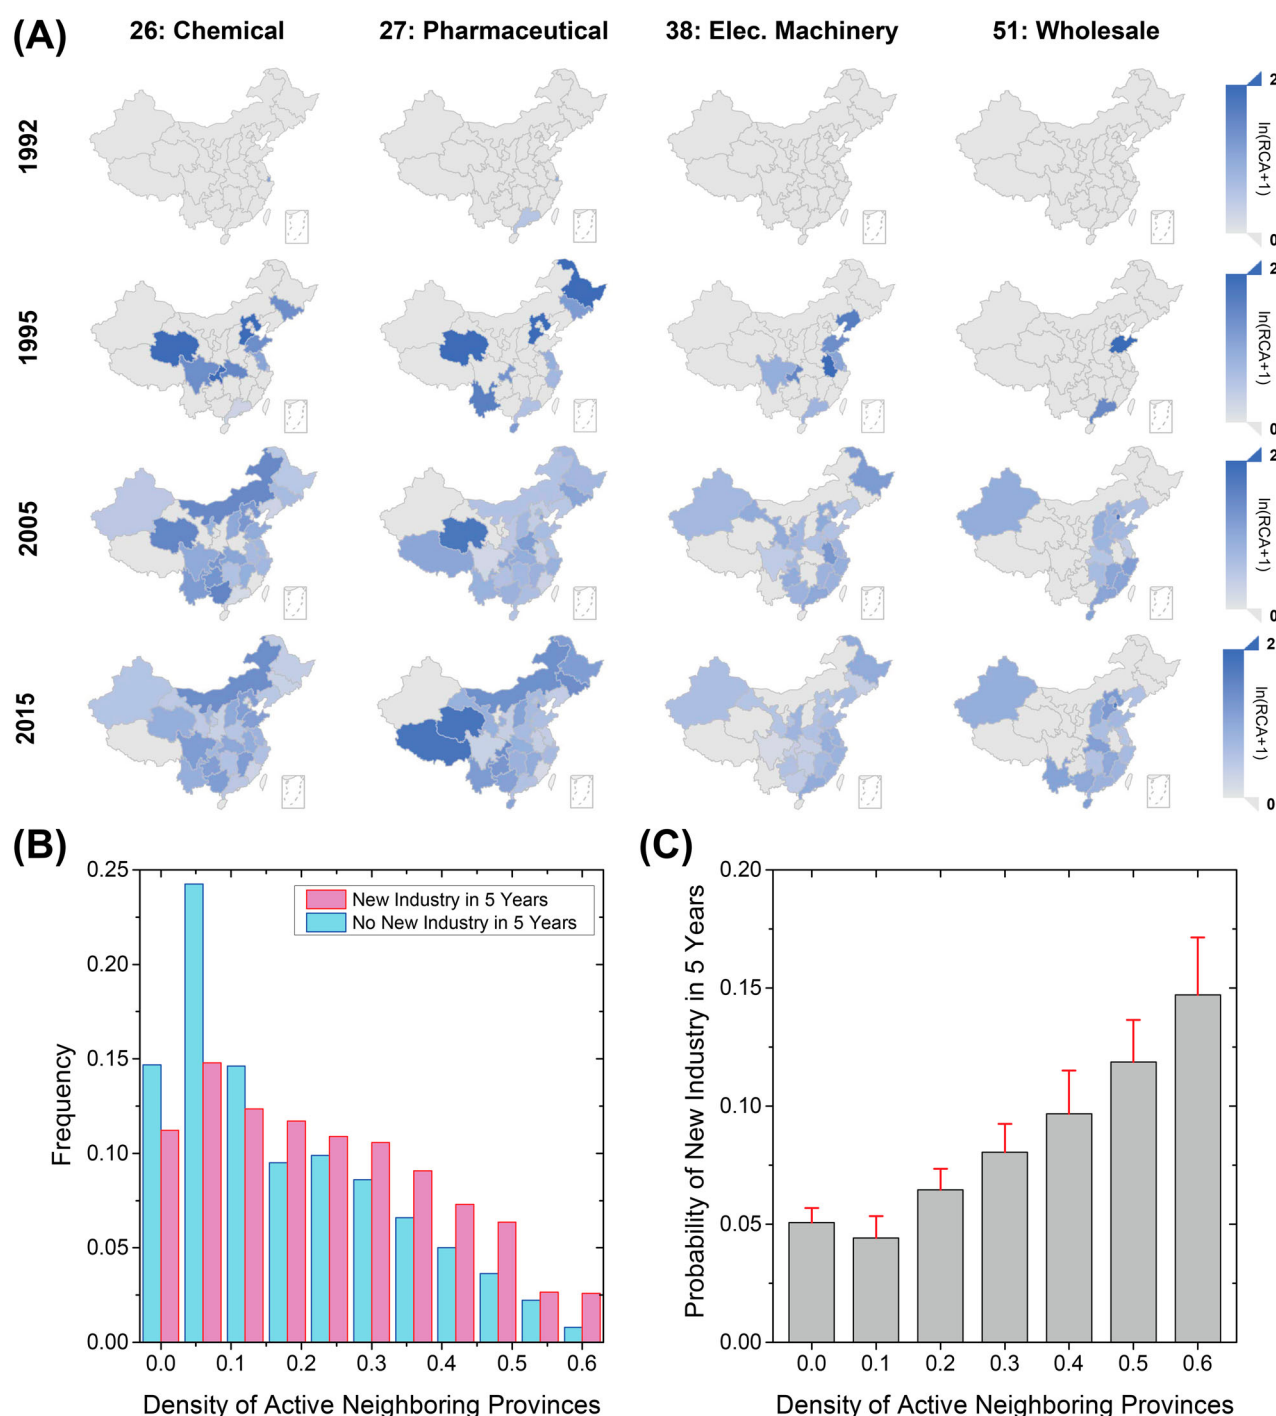 (A)
26: Chemical 27: Pharmaceutical 38: Elec. Machinery 51: Wholesale
1992
2
ln(RCA+1)
0
1995
2
ln(RCA+1)
0
2005
2
ln(RCA+1)
0
2015
2
ln(RCA+1)
0
(B)
Frequency
0.25
0.20
0.15
0.10
0.05
0.00
New Industry in 5 Years
No New Industry in 5 Years
0.0 0.1 0.2 0.3 0.4 0.5 0.6
Density of Active Neighboring Provinces
(C)
Probability of New Industry in 5 Years
0.20
0.15
0.10
0.05
0.00
0.0 0.1 0.2 0.3 0.4 0.5 0.6
Density of Active Neighboring Provinces